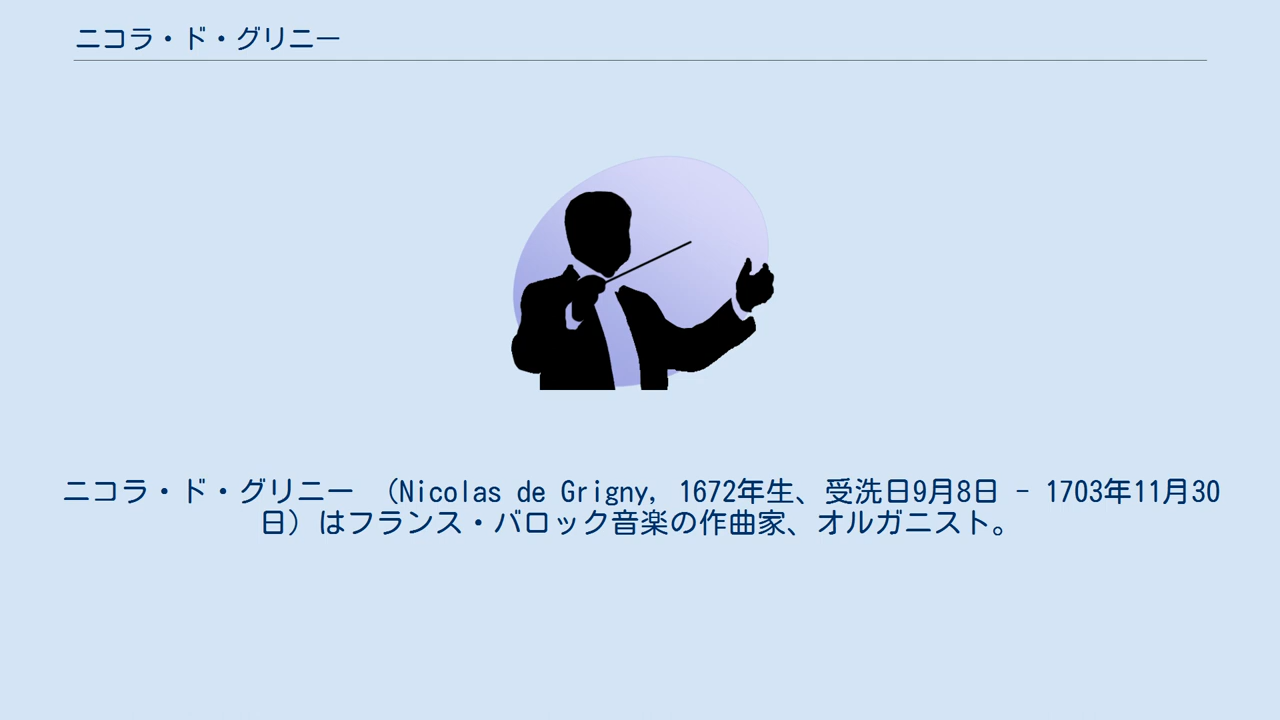 ニコラ・ド・グリニー
ニコラ・ド・グリニー （Nicolas de Grigny, 1672年生、受洗日9月8日 - 1703年11月30
日）はフランス・バロック音楽の作曲家、オルガニスト。